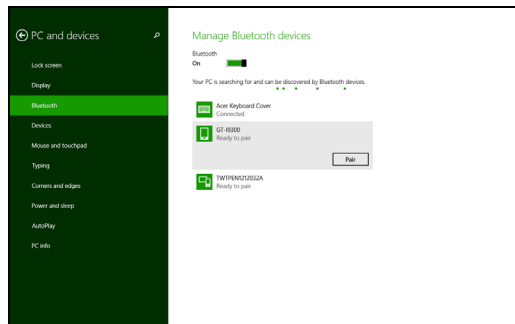 PC and devices
Lock screen
Display
Bluetooth
Devices
Mouse and touchpad
Typing
Corners and edges
Power and sleep
AutoPlay
PC info
Manage Bluetooth devices
Bluetooth
On
Your PC is searching for and can be discovered by Bluetooth devices.
Acer Keyboard Cover
Connected
GT-I9300
Ready to pair
Pair
TWTPEN1212032A
Ready to pair